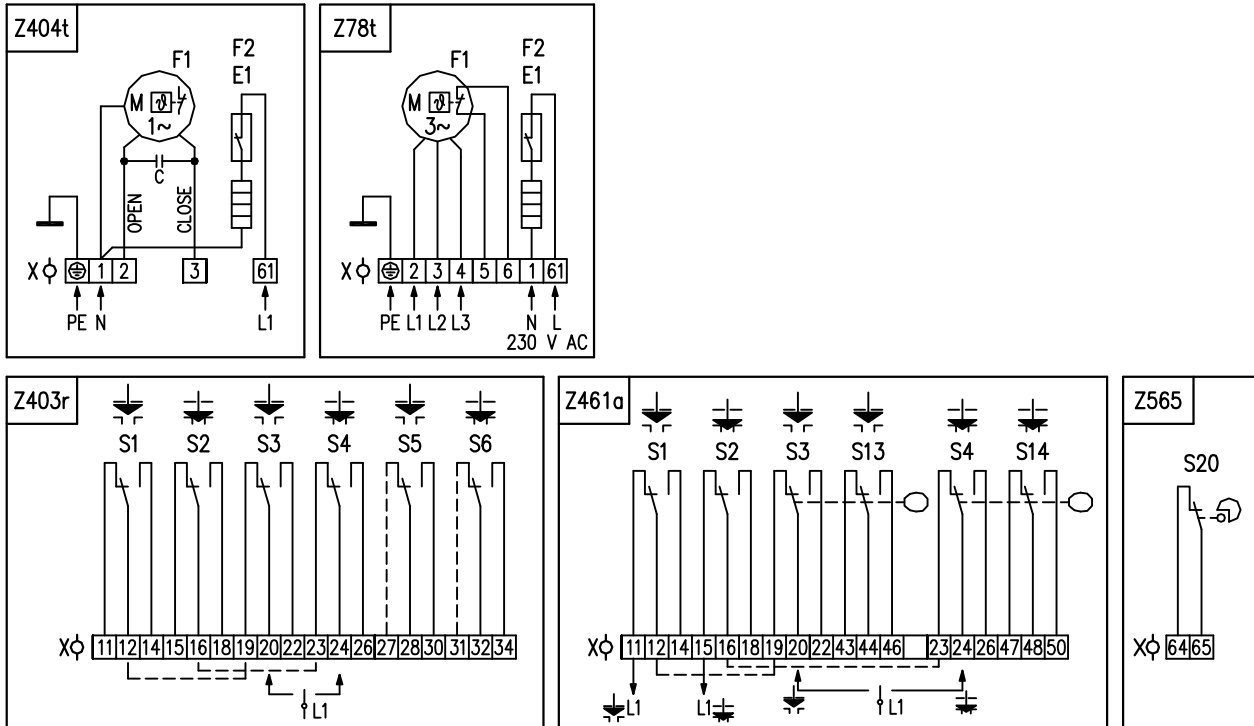 Z404t
F1
F2
E1
M ϑ
1~
C
OPEN
CLOSE
X 1 2 3 61
PE N L1
Z78t
F1
F2
E1
M ϑ
3~
2 3 4 5 6 1 61
PE L1 L2 L3 N L
230 V AC
Z403r
S1 S2 S3 S4 S5 S6
X 11 12 14 15 16 18 19 20 22 23 24 26 27 28 30 31 32 34
L1
Z461a
S1 S2 S3 S13 S4 S14
X 11 12 14 15 16 18 19 20 22 43 44 46 23 24 26 47 48 50
L1 L1 L1
Z565
S20
X 64 65